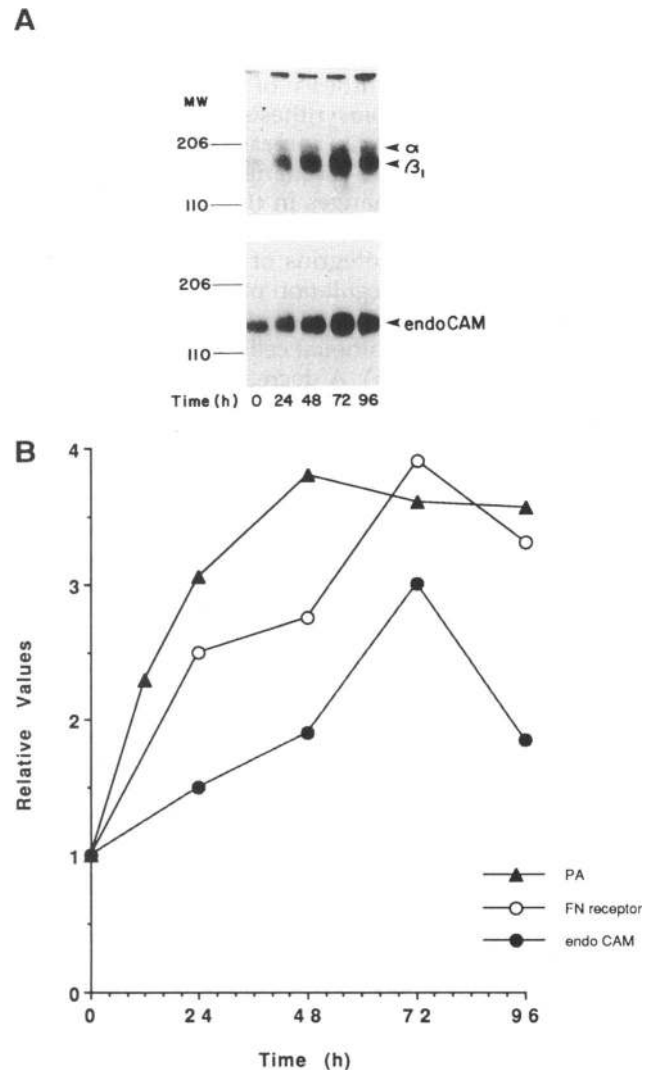 A
MW
206
α
β1
110
206
endoCAM
110
Time (h) 0 24 48 72 96
B
4
3
2
1
0
Relative Values
0 24 48 72 96
Time (h)
PA
FN receptor
endo CAM